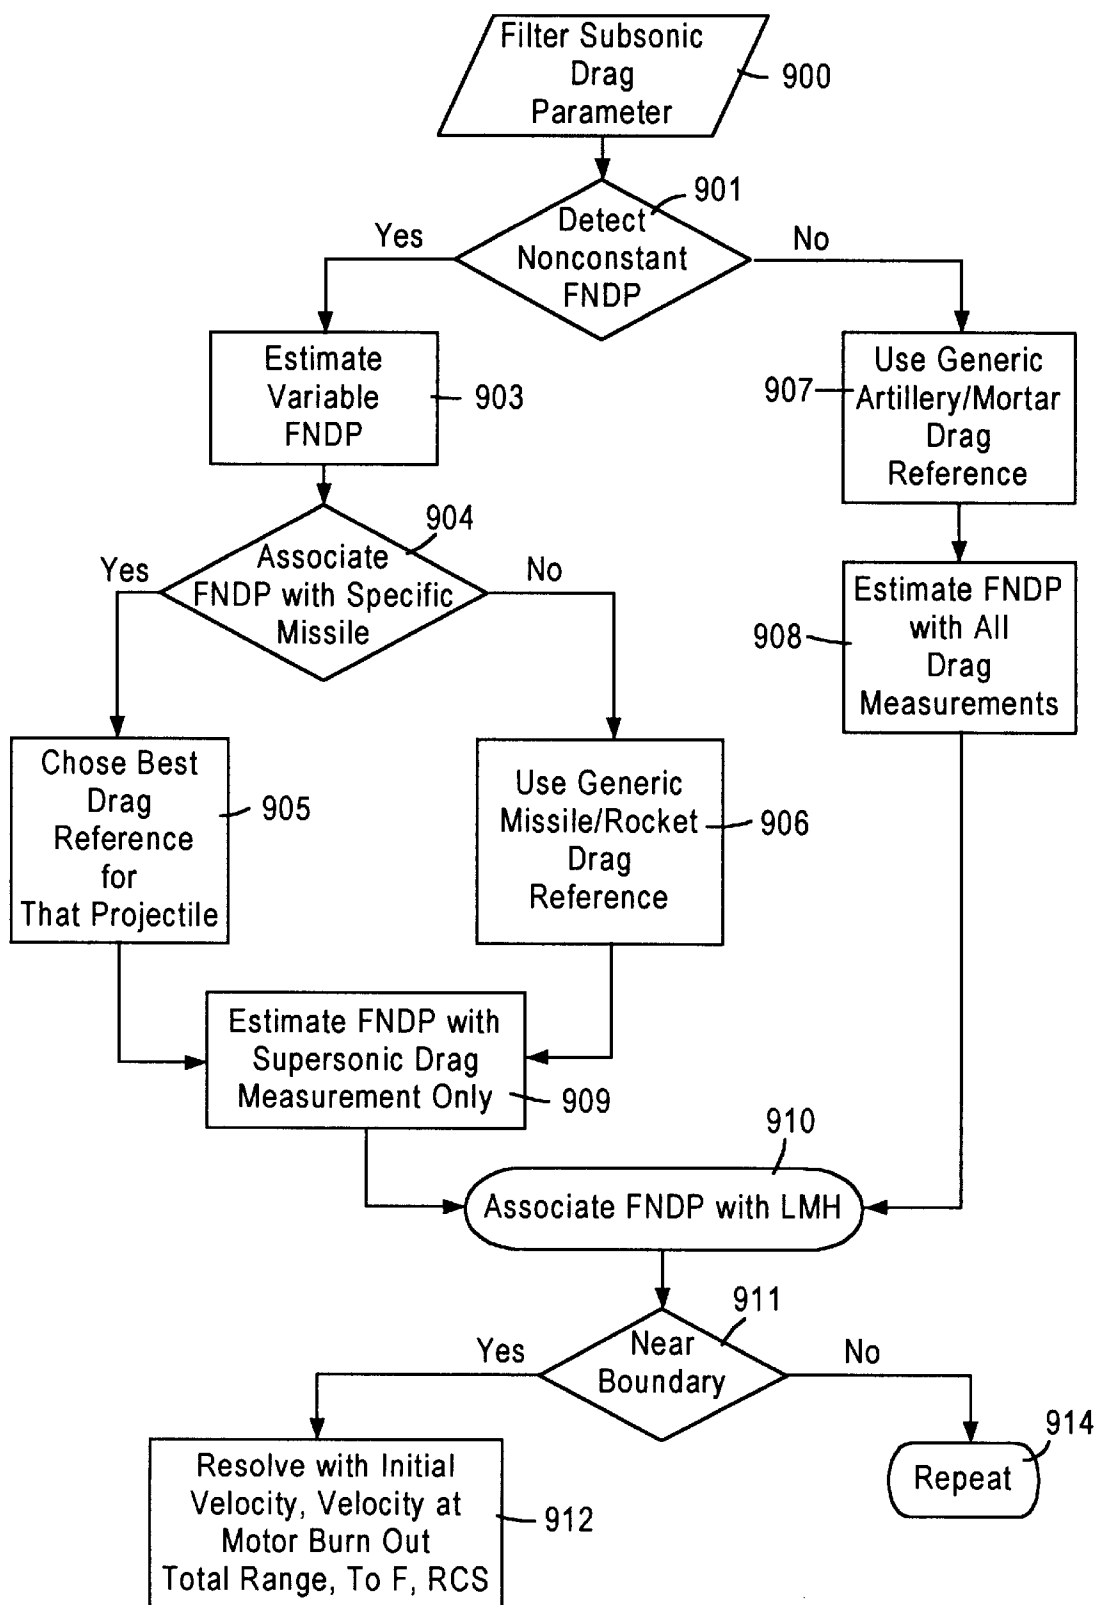 Filter Subsonic
Drag
Parameter
900
901
Detect
Nonconstant
FNDP
Yes
No
Estimate
Variable
FNDP
903
Use Generic
Artillery/Mortar
Drag
Reference
907
904
Associate
FNDP with Specific
Missile
Yes
No
Estimate FNDP
with All
Drag
Measurements
908
Chose Best
Drag
Reference
for
That Projectile
905
Use Generic
Missile/Rocket
Drag
Reference
906
Estimate FNDP with
Supersonic Drag
Measurement Only
909
910
Associate FNDP with LMH
911
Near
Boundary
Yes
No
914
Repeat
Resolve with Initial
Velocity, Velocity at
Motor Burn Out
Total Range, To F, RCS
912